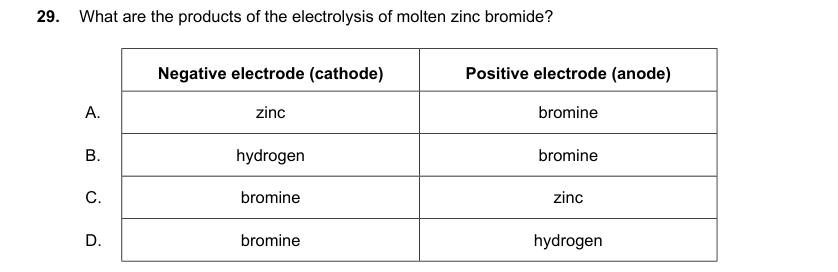 29. What are the products of the electrolysis of molten zinc bromide?
Negative electrode (cathode) Positive electrode (anode)
A. zinc bromine
B. hydrogen bromine
C. bromine zinc
D. bromine hydrogen